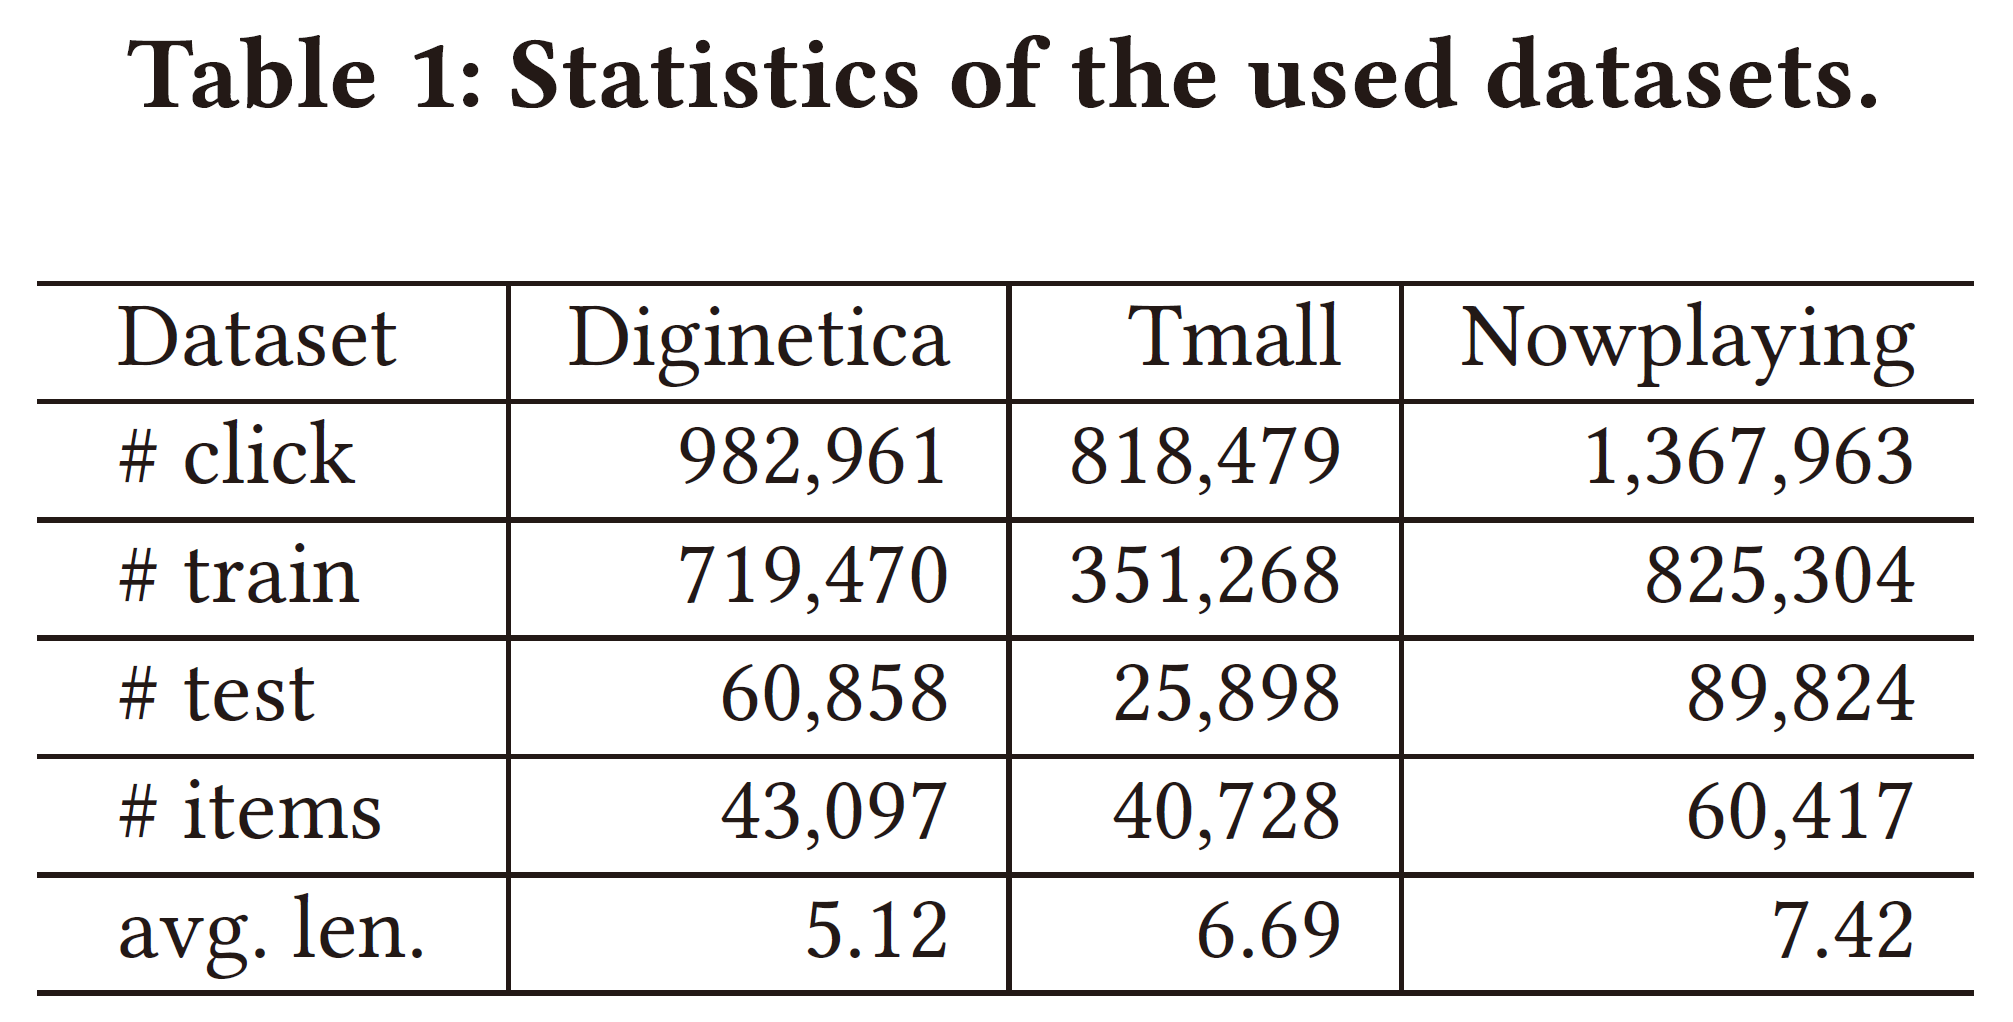 Table 1: Statistics of the used datasets.
Dataset Diginetica Tmall Nowplaying
# click 982,961 818,479 1,367,963
# train 719,470 351,268 825,304
# test 60,858 25,898 89,824
# items 43,097 40,728 60,417
avg. len. 5.12 6.69 7.42